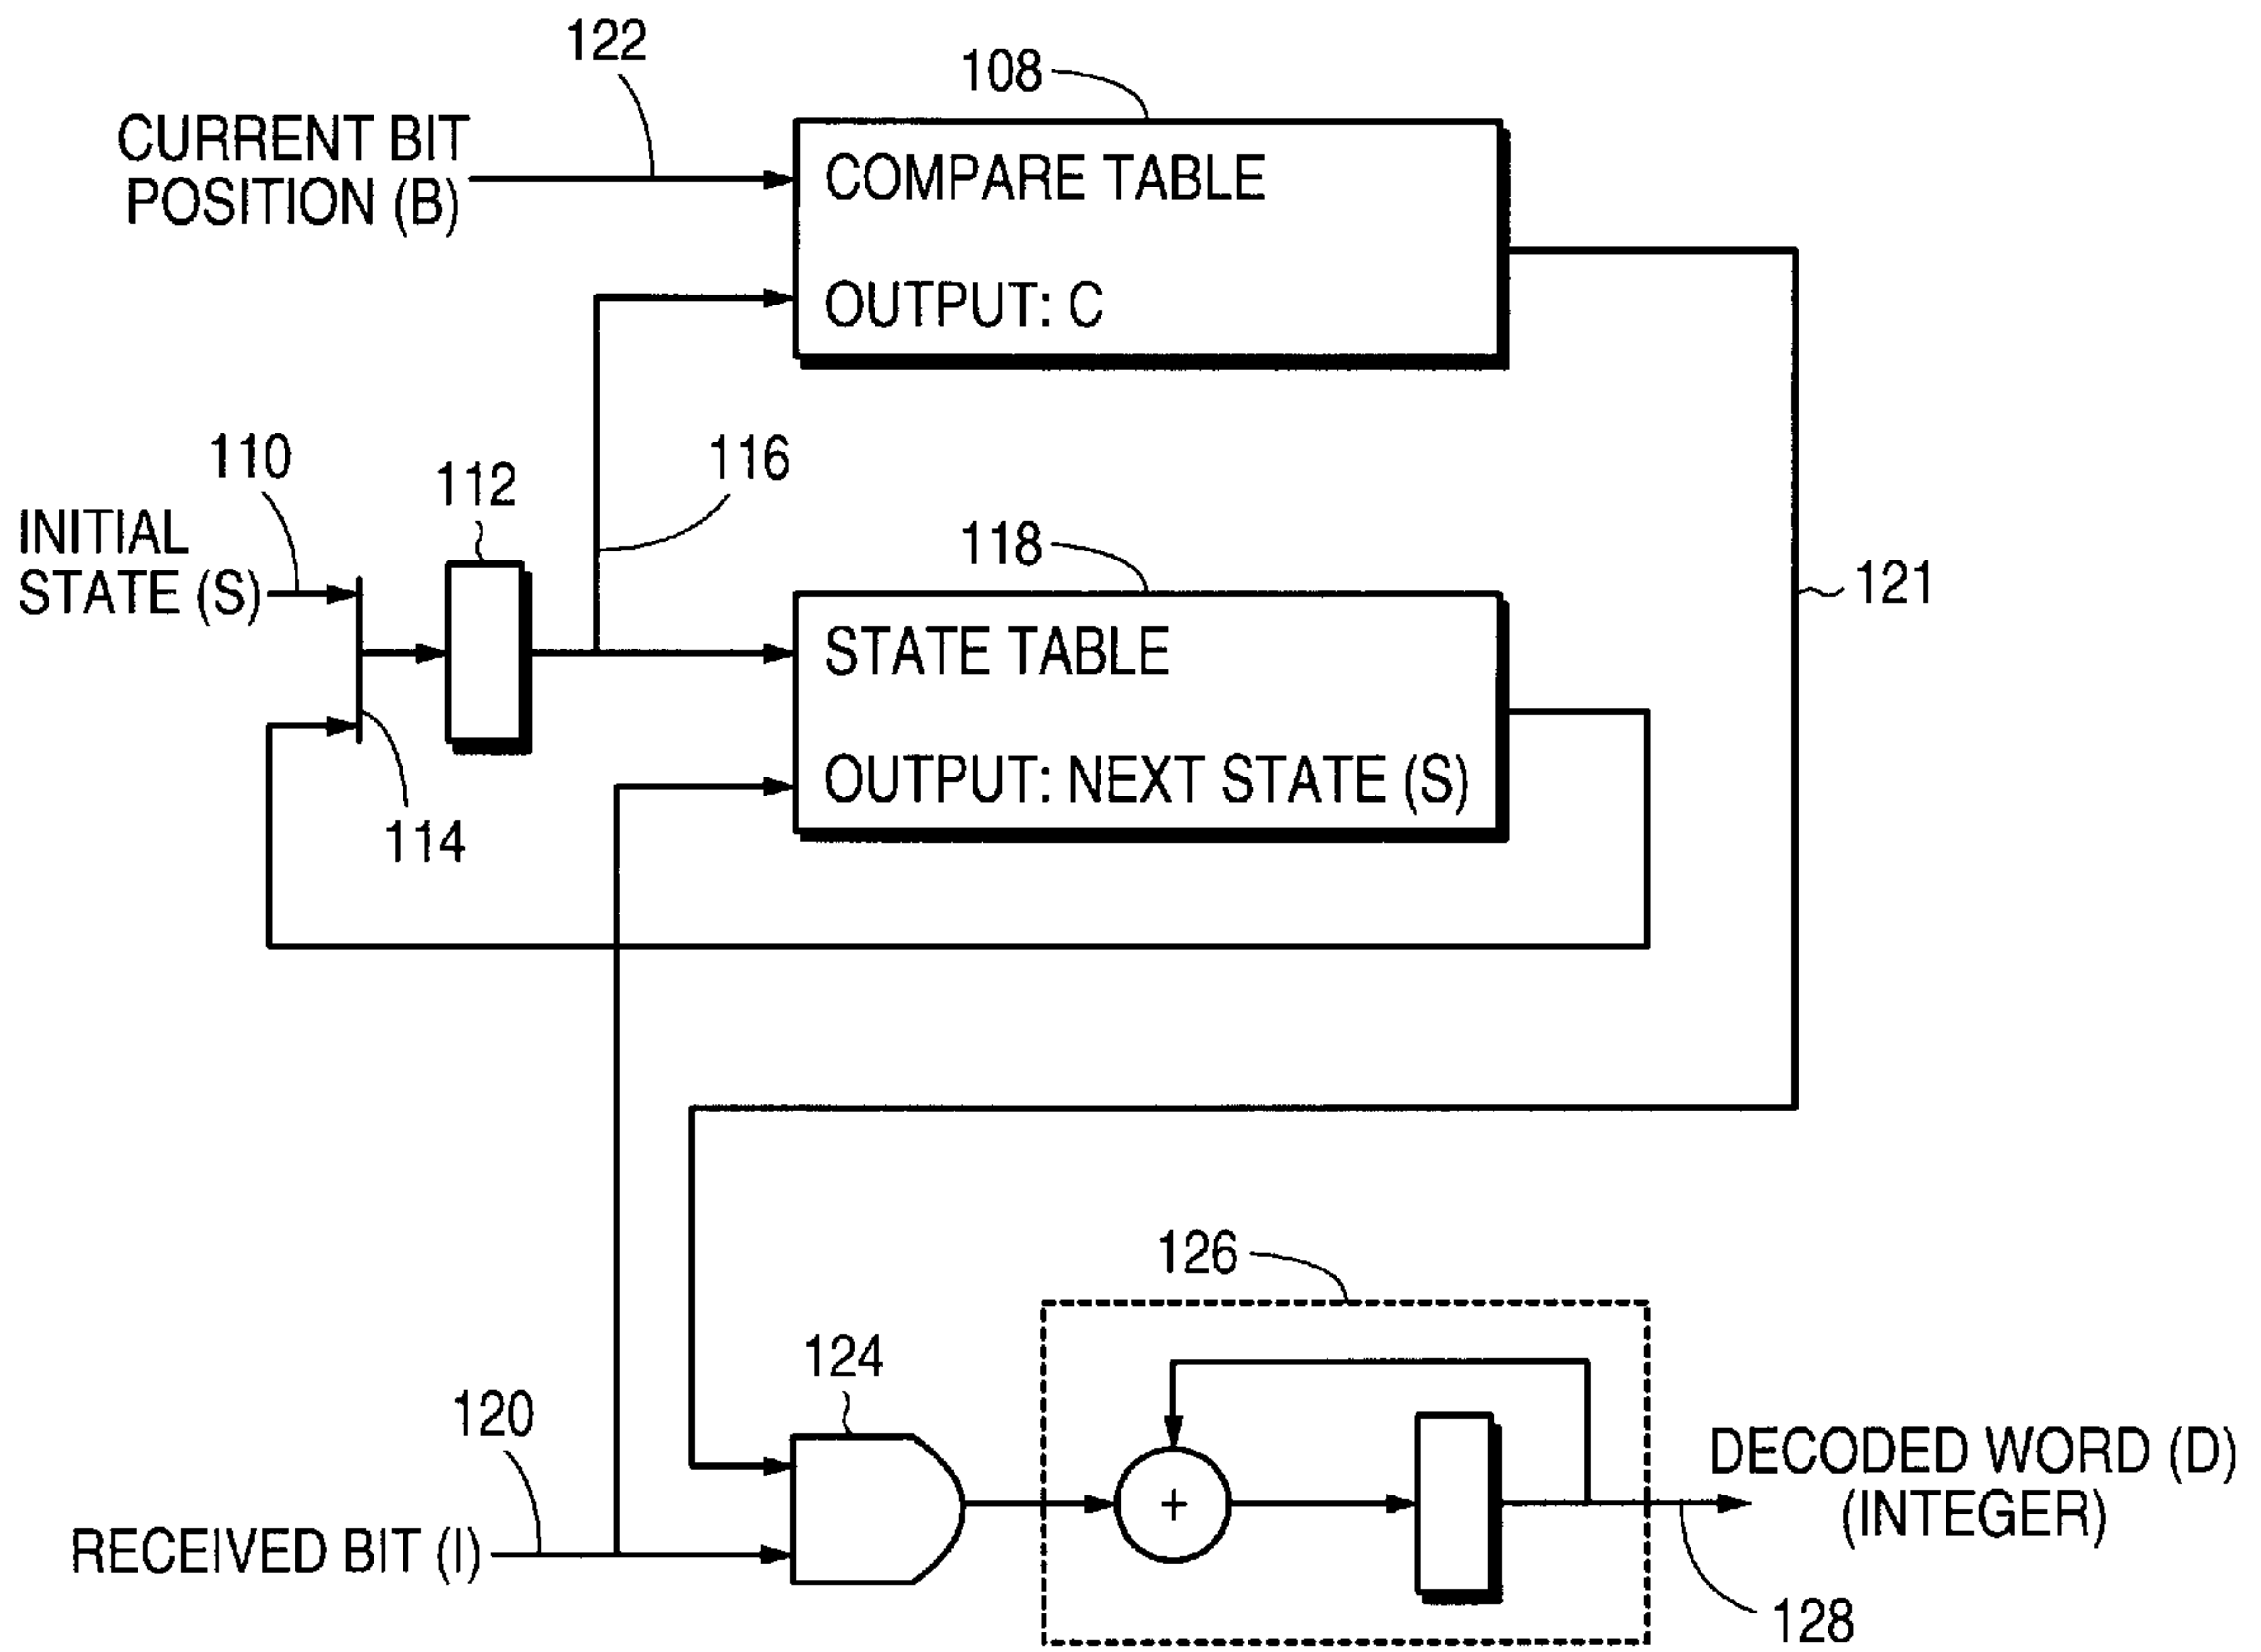 122
108
CURRENT BIT
POSITION (B)
COMPARE TABLE
OUTPUT: C
110
112
116
INITIAL
STATE (S)
118
STATE TABLE
OUTPUT: NEXT STATE (S)
121
114
126
124
120
RECEIVED BIT (I)
+
DECODED WORD (D)
(INTEGER)
128